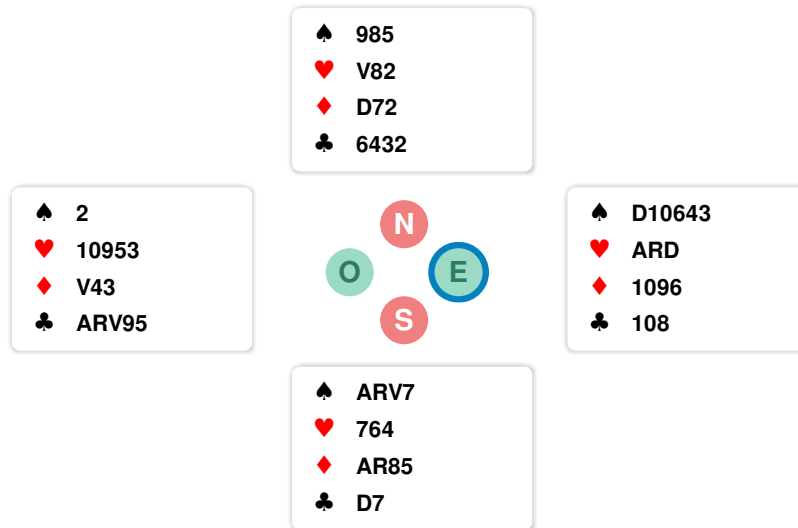 ♠ 985
♥ V82
♦ D72
♣ 6432
♠ 2
♥ 10953
♦ V43
♣ ARV95
N
O
E
S
♠ D10643
♥ ARD
♦ 1096
♣ 108
♠ ARV7
♥ 764
♦ AR85
♣ D7